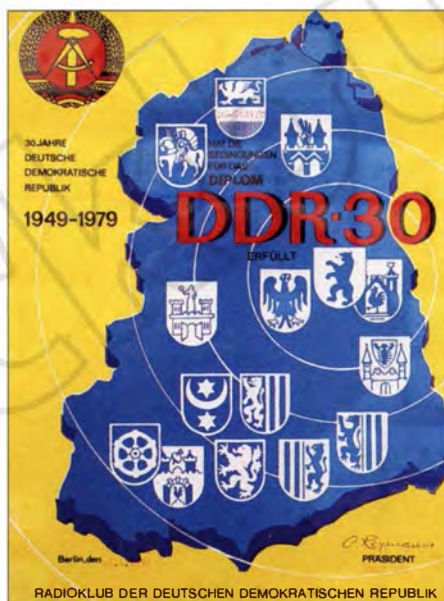 30 JAHRE
DEUTSCHE
DEMOKRATISCHE
REPUBLIK
1949-1979
HAT DIE
BEDINGUNGEN
FÜR DAS
DIPLOM
DDR·30
ERFÜLLT
Berlin, den
PRÄSIDENT
RADIOKLUB DER DEUTSCHEN DEMOKRATISCHEN REPUBLIK